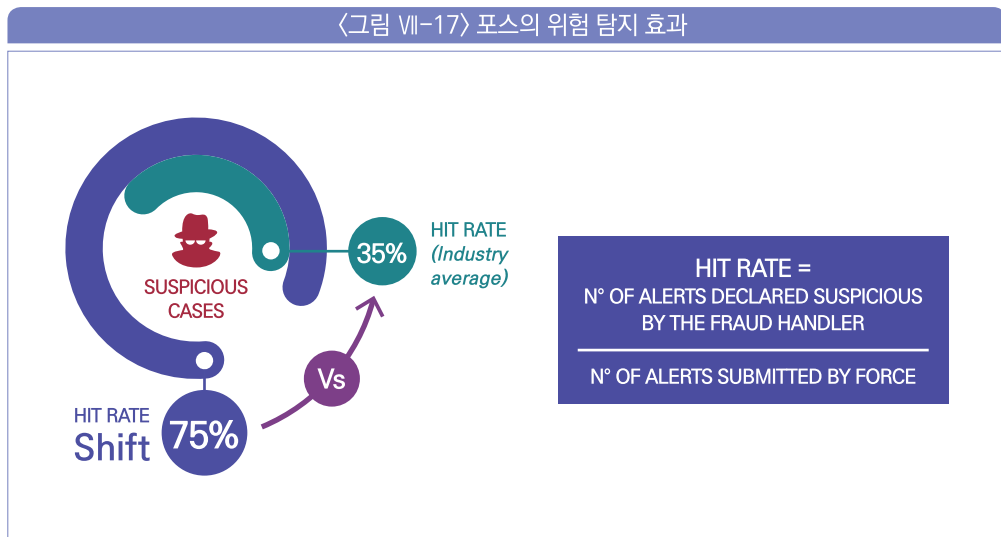 〈그림 Ⅶ-17〉 포스의 위험 탐지 효과
SUSPICIOUS
CASES
35%
HIT RATE
(Industry
average)
Vs
HIT RATE
Shift
75%
HIT RATE =
N° OF ALERTS DECLARED SUSPICIOUS
BY THE FRAUD HANDLER
N° OF ALERTS SUBMITTED BY FORCE